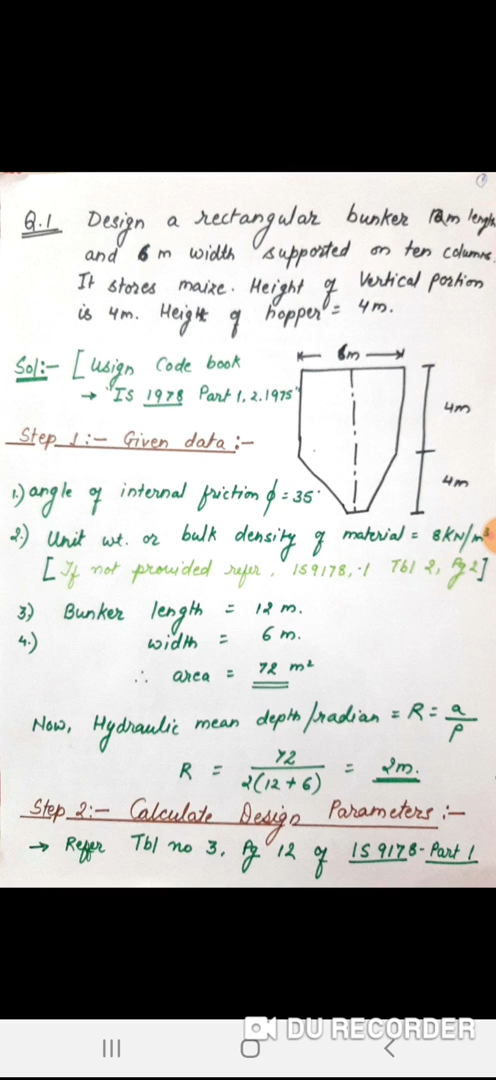 Q.1 Design a rectangular bunker 12m length
and 6 m width supported on ten columns.
It stores maize. Height of vertical portion
is 4m. Height of hopper = 4m.
6m
Sol:- [ Usign Code book
→ "IS 1978 Part 1, 2.1975"
4m
Step 1:- Given data:-
4m
1.) angle of internal friction ϕ = 35°
2.) Unit wt. or bulk density of material = 8KN/m³
[ If not provided refer, IS9178,-1 Tbl 2, Pg 2]
3) Bunker length = 12 m.
4.) width = 6 m.
∴ area = 72 m²
Now, Hydraulic mean depth/radian = R = a/p
R = 72/2(12+6) = 2m.
Step 2:- Calculate Design Parameters:-
→ Refer Tbl no 3, Pg 12 of IS 9178-Part 1
DU RECORDER